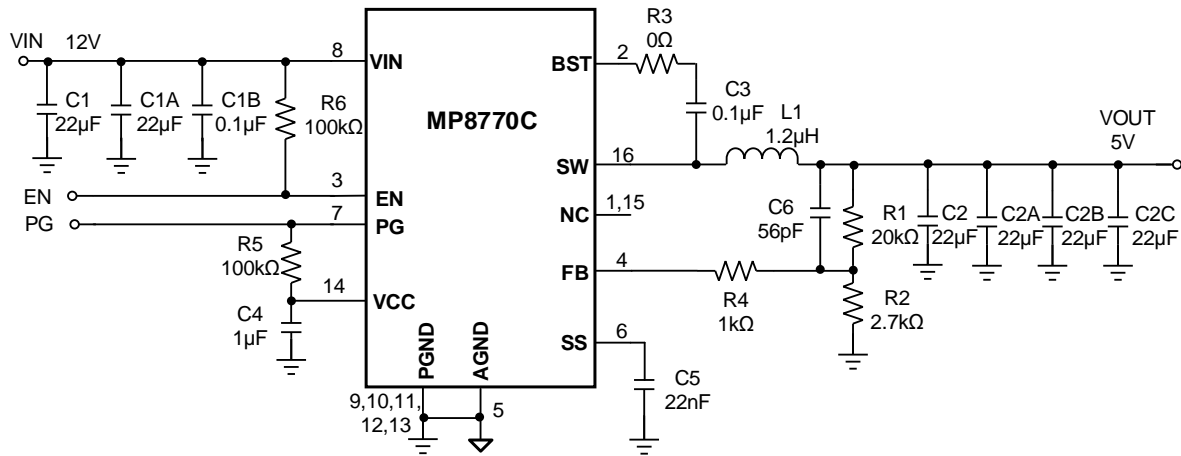 VIN 12V
C1
22µF
C1A
22µF
C1B
0.1µF
R6
100kΩ
EN
PG
R5
100kΩ
C4
1µF
8
3
7
14
VIN
EN
PG
VCC
MP8770C
BST
SW
NC
FB
SS
PGND
AGND
9,10,11,
12,13
5
2
R3
0Ω
C3
0.1µF
16
L1
1.2µH
1,15
4
R4
1kΩ
6
C5
22nF
C6
56pF
R1
20kΩ
R2
2.7kΩ
C2
22µF
C2A
22µF
C2B
22µF
C2C
22µF
VOUT
5V